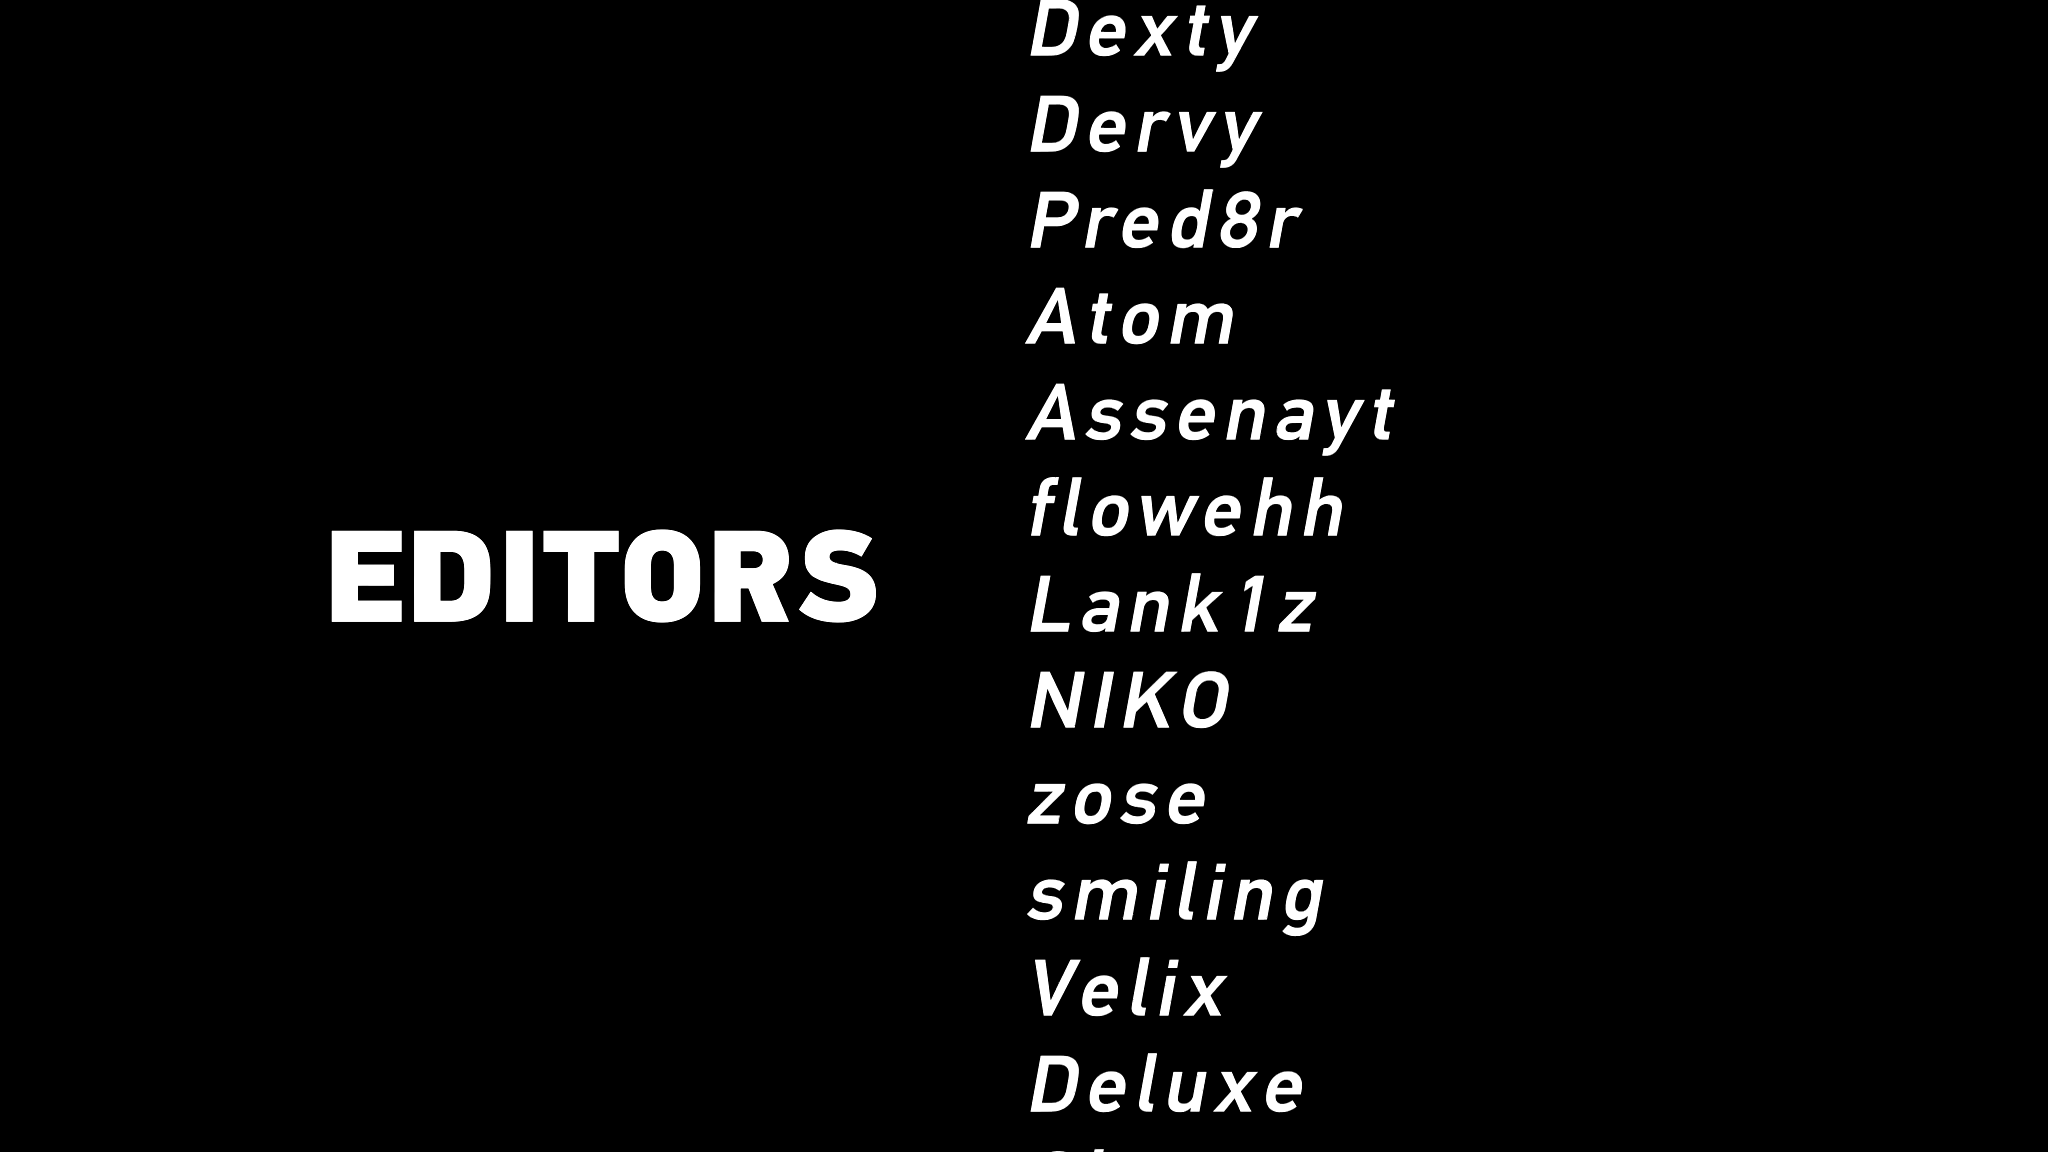 EDITORS
Dexty
Dervy
Pred8r
Atom
Assenayt
flowehh
Lank1z
NIKO
zose
smiling
Velix
Deluxe